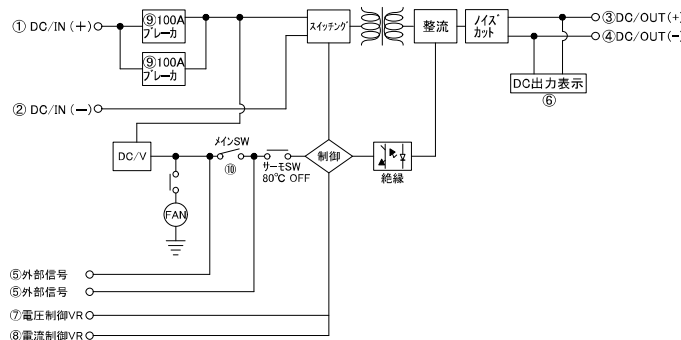 ① DC/IN (+)
⑨100A
ブレーカ
⑨100A
ブレーカ
スイッチング
整流
ノイズ
カット
③DC/OUT(+)
④DC/OUT(-)
DC出力表示
⑥
② DC/IN (-)
DC/V
メインSW
⑩
サーモSW
80℃ OFF
制御
絶縁
FAN
⑤外部信号
⑤外部信号
⑦電圧制御VR
⑧電流制御VR